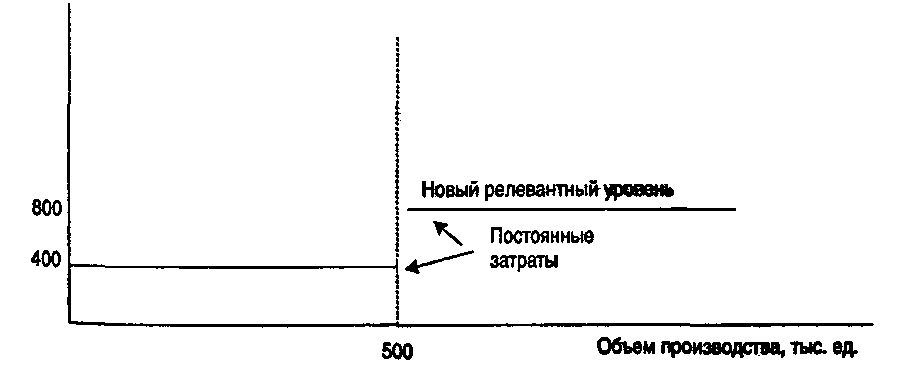 Новый релевантный уровень
800
Постоянные
затраты
400
500
Объем производства, тыс. ед.